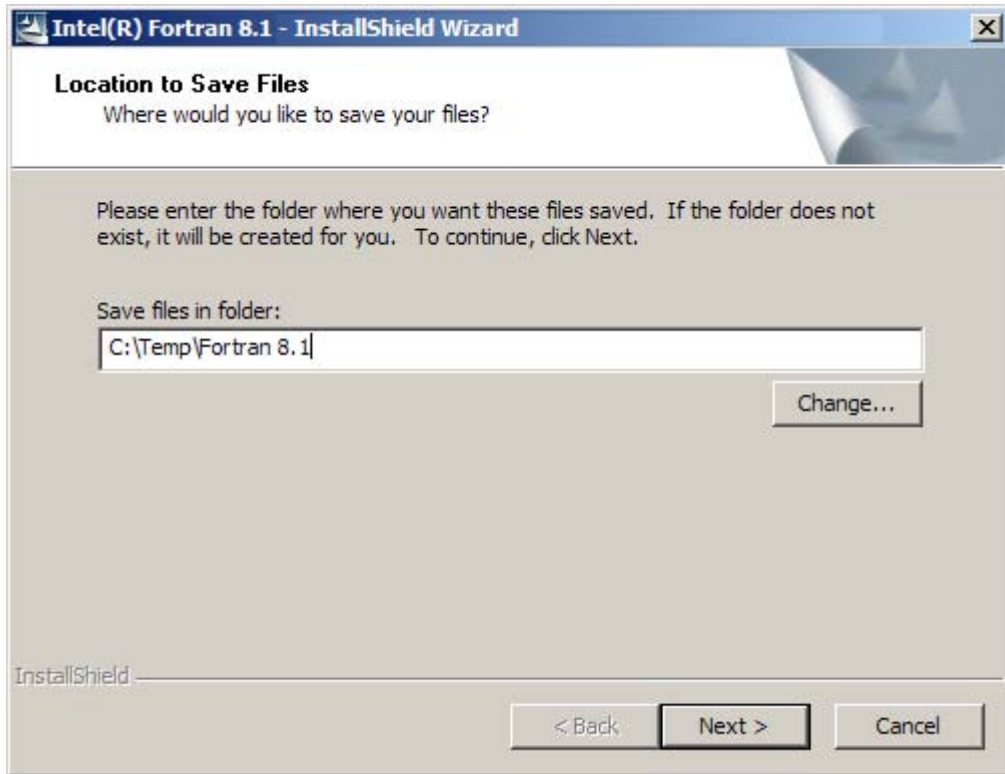 Intel(R) Fortran 8.1 - InstallShield Wizard
Location to Save Files
Where would you like to save your files?
Please enter the folder where you want these files saved.  If the folder does not
exist, it will be created for you.   To continue, click Next.
Save files in folder:
C:\Temp\Fortran 8.1
Change...
InstallShield
< Back
Next >
Cancel